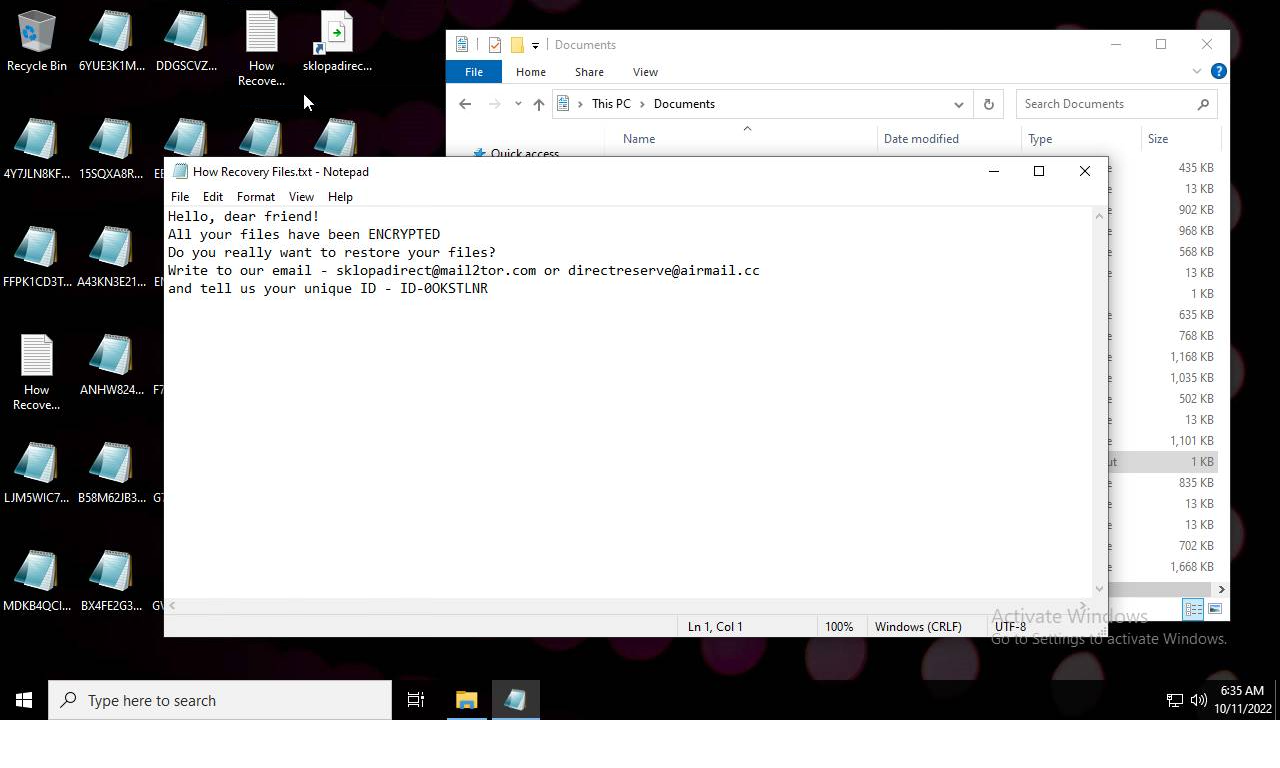 Recycle Bin
6YUE3K1M...
DDGSCVZ...
How
Recove...
sklopadirec...
4Y7JLN8KF...
15SQXA8R...
FFPK1CD3T...
A43KN3E21...
How
Recove...
ANHW824...
LJM5WIC7...
B58M62JB3...
MDKB4QCI...
BX4FE2G3...
Documents
File
Home
Share
View
This PC
Documents
Search Documents
Name
Date modified
Type
Size
Quick access
435 KB
13 KB
902 KB
968 KB
568 KB
13 KB
1 KB
635 KB
768 KB
1,168 KB
1,035 KB
502 KB
13 KB
1,101 KB
1 KB
835 KB
13 KB
13 KB
702 KB
1,668 KB
How Recovery Files.txt - Notepad
File Edit Format View Help
Hello, dear friend!
All your files have been ENCRYPTED
Do you really want to restore your files?
Write to our email - sklopadirect@mail2tor.com or directreserve@airmail.cc
and tell us your unique ID - ID-0OKSTLNR
Ln 1, Col 1
100%
Windows (CRLF)
UTF-8
Activate Windows
Go to Settings to activate Windows.
Type here to search
6:35 AM
10/11/2022